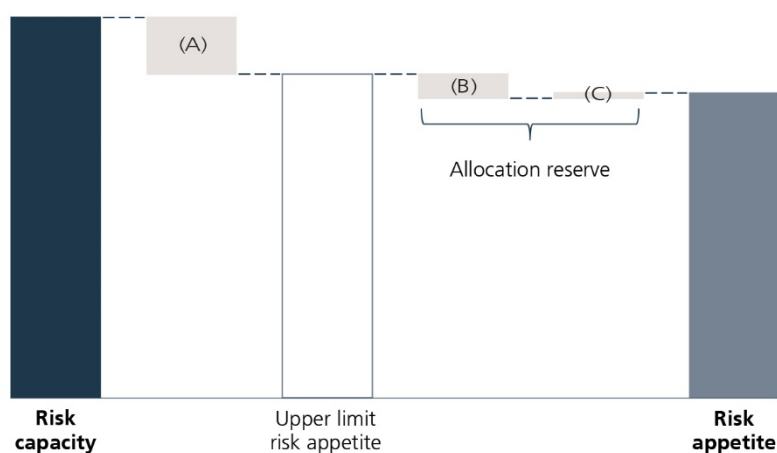 (A)
(B)
(C)
Allocation reserve
Risk
capacity
Upper limit
risk appetite
Risk
appetite